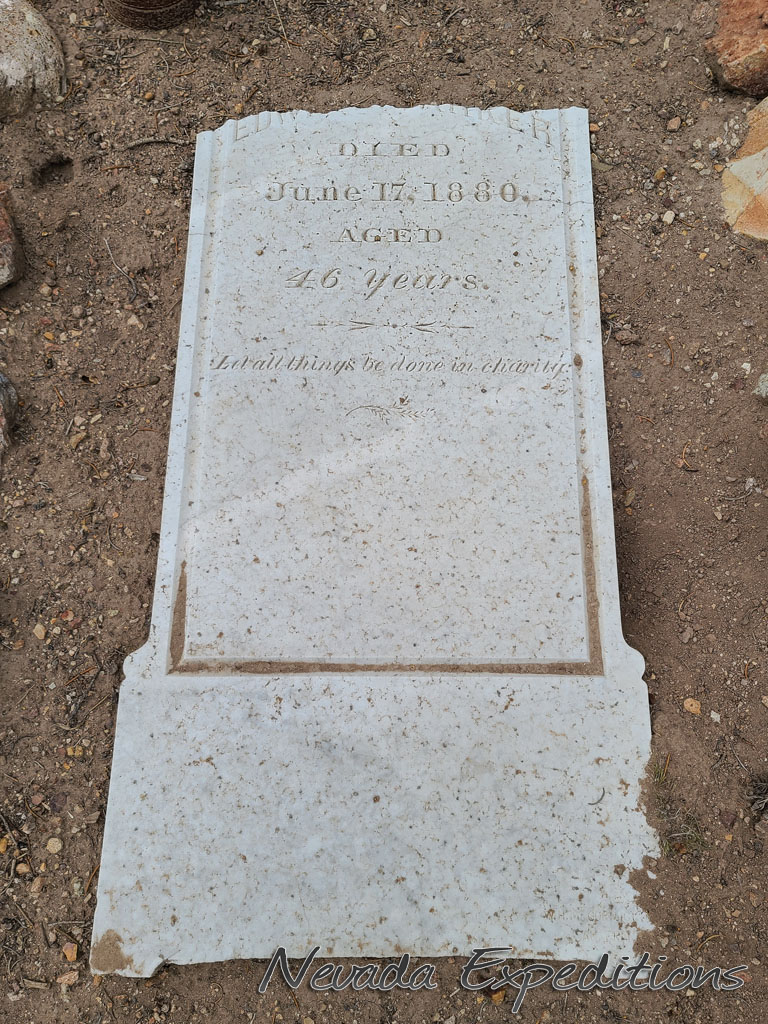 DIED
June 17, 1880.
AGED
46 years.
Let all things be done in charity.
Nevada Expeditions